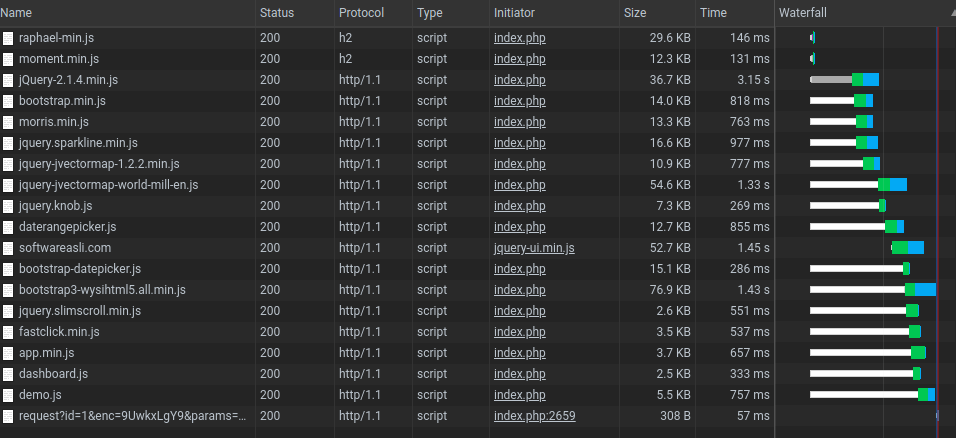 Name Status Protocol Type Initiator Size Time Waterfall
raphael-min.js 200 h2 script index.php 29.6 KB 146 ms
moment.min.js 200 h2 script index.php 12.3 KB 131 ms
jQuery-2.1.4.min.js 200 http/1.1 script index.php 36.7 KB 3.15 s
bootstrap.min.js 200 http/1.1 script index.php 14.0 KB 818 ms
morris.min.js 200 http/1.1 script index.php 13.3 KB 763 ms
jquery.sparkline.min.js 200 http/1.1 script index.php 16.6 KB 977 ms
jquery-jvectormap-1.2.2.min.js 200 http/1.1 script index.php 10.9 KB 777 ms
jquery-jvectormap-world-mill-en.js 200 http/1.1 script index.php 54.6 KB 1.33 s
jquery.knob.js 200 http/1.1 script index.php 7.3 KB 269 ms
daterangepicker.js 200 http/1.1 script index.php 12.7 KB 855 ms
softwareasli.com 200 http/1.1 script jquery-ui.min.js 52.7 KB 1.45 s
bootstrap-datepicker.js 200 http/1.1 script index.php 15.1 KB 286 ms
bootstrap3-wysihtml5.all.min.js 200 http/1.1 script index.php 76.9 KB 1.43 s
jquery.slimscroll.min.js 200 http/1.1 script index.php 2.6 KB 551 ms
fastclick.min.js 200 http/1.1 script index.php 3.5 KB 537 ms
app.min.js 200 http/1.1 script index.php 3.7 KB 657 ms
dashboard.js 200 http/1.1 script index.php 2.5 KB 333 ms
demo.js 200 http/1.1 script index.php 5.5 KB 757 ms
request?id=1&enc=9UwkxLgY9&params=… 200 http/1.1 script index.php:2659 308 B 57 ms